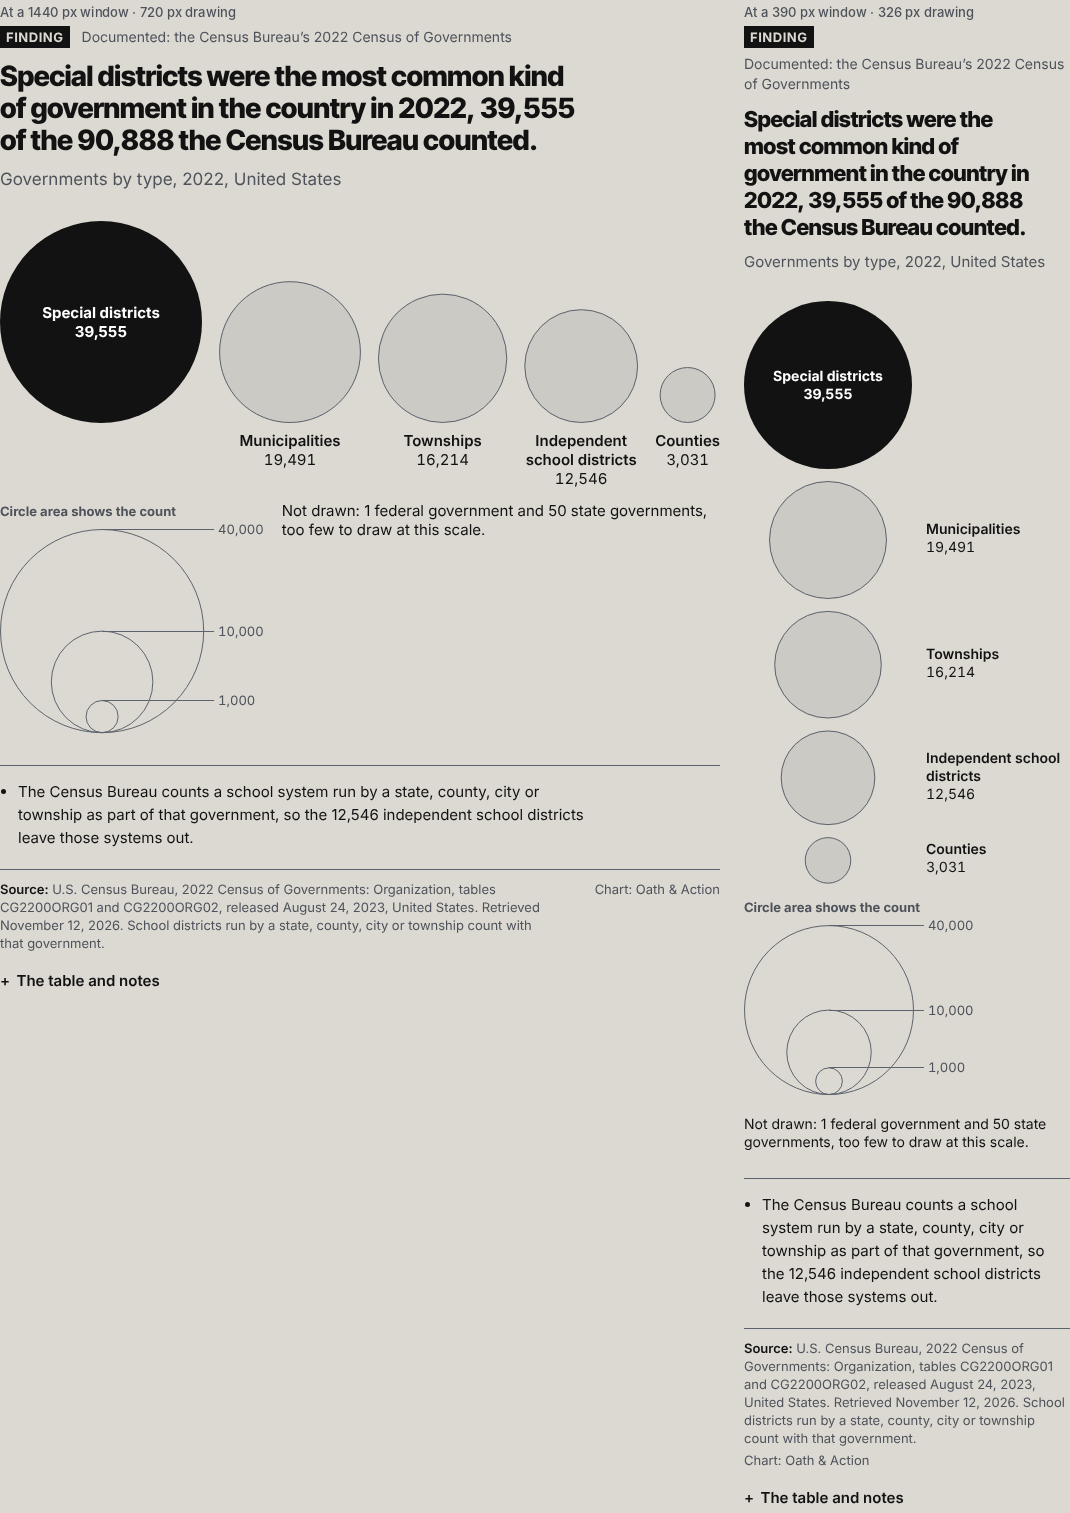 At a 1440 px window · 720 px drawing
FINDING Documented: the Census Bureau’s 2022 Census of Governments
Special districts were the most common kind
of government in the country in 2022, 39,555
of the 90,888 the Census Bureau counted.
Governments by type, 2022, United States
Special districts
39,555
Municipalities
19,491
Townships
16,214
Independent
school districts
12,546
Counties
3,031
Circle area shows the count
40,000
10,000
1,000
Not drawn: 1 federal government and 50 state governments,
too few to draw at this scale.
• The Census Bureau counts a school system run by a state, county, city or
township as part of that government, so the 12,546 independent school districts
leave those systems out.
Source: U.S. Census Bureau, 2022 Census of Governments: Organization, tables
CG2200ORG01 and CG2200ORG02, released August 24, 2023, United States. Retrieved
November 12, 2026. School districts run by a state, county, city or township count with
that government.
Chart: Oath & Action
+ The table and notes
At a 390 px window · 326 px drawing
FINDING
Documented: the Census Bureau’s 2022 Census
of Governments
Special districts were the
most common kind of
government in the country in
2022, 39,555 of the 90,888
the Census Bureau counted.
Governments by type, 2022, United States
Special districts
39,555
Municipalities
19,491
Townships
16,214
Independent school
districts
12,546
Counties
3,031
Circle area shows the count
40,000
10,000
1,000
Not drawn: 1 federal government and 50 state
governments, too few to draw at this scale.
• The Census Bureau counts a school
system run by a state, county, city or
township as part of that government, so
the 12,546 independent school districts
leave those systems out.
Source: U.S. Census Bureau, 2022 Census of
Governments: Organization, tables CG2200ORG01
and CG2200ORG02, released August 24, 2023,
United States. Retrieved November 12, 2026. School
districts run by a state, county, city or township
count with that government.
Chart: Oath & Action
+ The table and notes